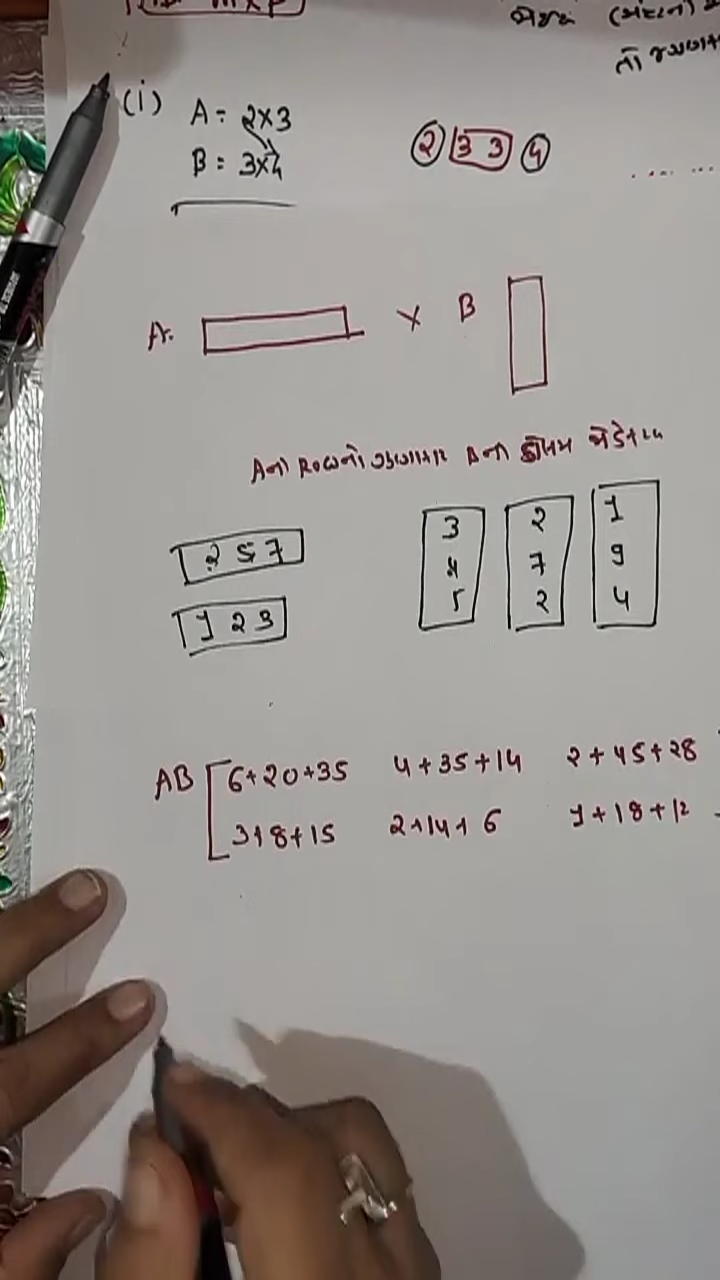 (i) A = 2×3
B = 3×4
2 3 3 4
A. × B
Aના Rowનો ગુણાકાર Bના કોલમ
2 5 7
1 2 3
3 2 1
4 7 9
5 2 4
AB [ 6+20+35 4+35+14 2+45+28
3+8+15 2+14+6 1+18+12